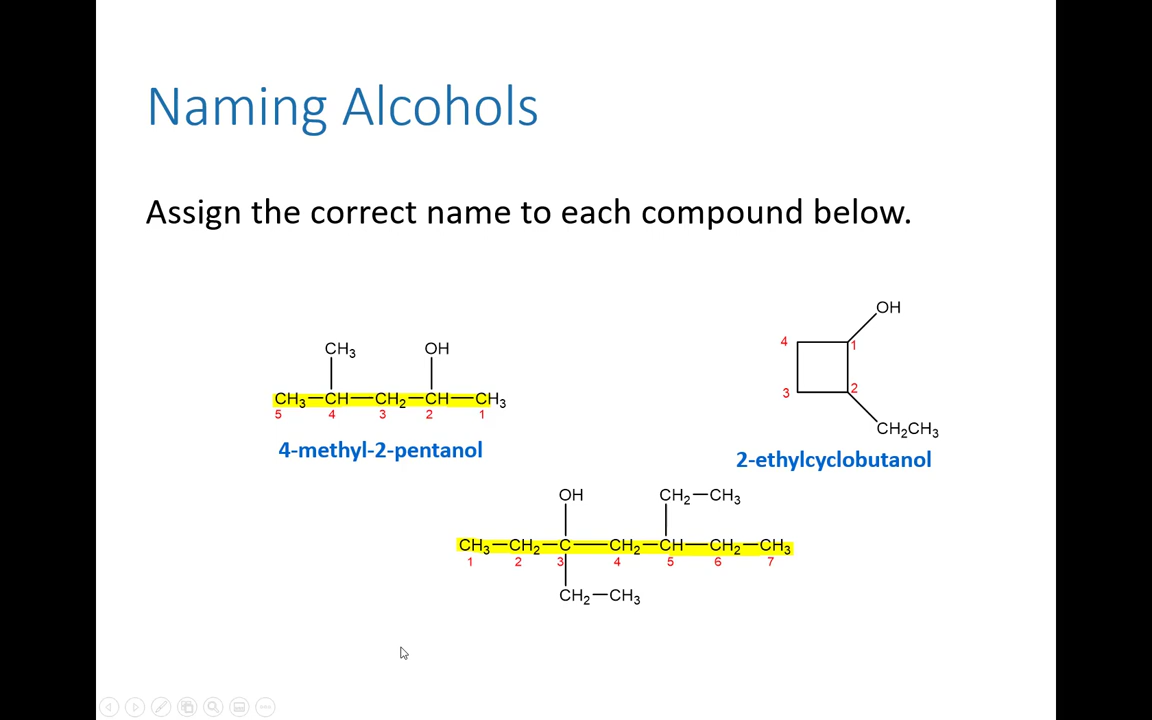 Naming Alcohols
Assign the correct name to each compound below.
CH₃ OH
CH₃—CH—CH₂—CH—CH₃
5 4 3 2 1
4-methyl-2-pentanol
OH
4 1
3 2
CH₂CH₃
2-ethylcyclobutanol
OH CH₂—CH₃
CH₃—CH₂—C—CH₂—CH—CH₂—CH₃
1 2 3 4 5 6 7
CH₂—CH₃